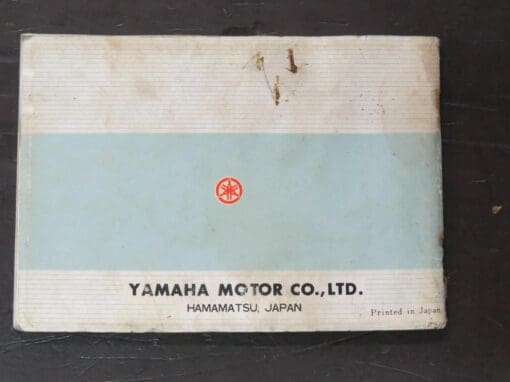 YAMAHA MOTOR CO., LTD.
HAMAMATSU, JAPAN
Printed in Japan